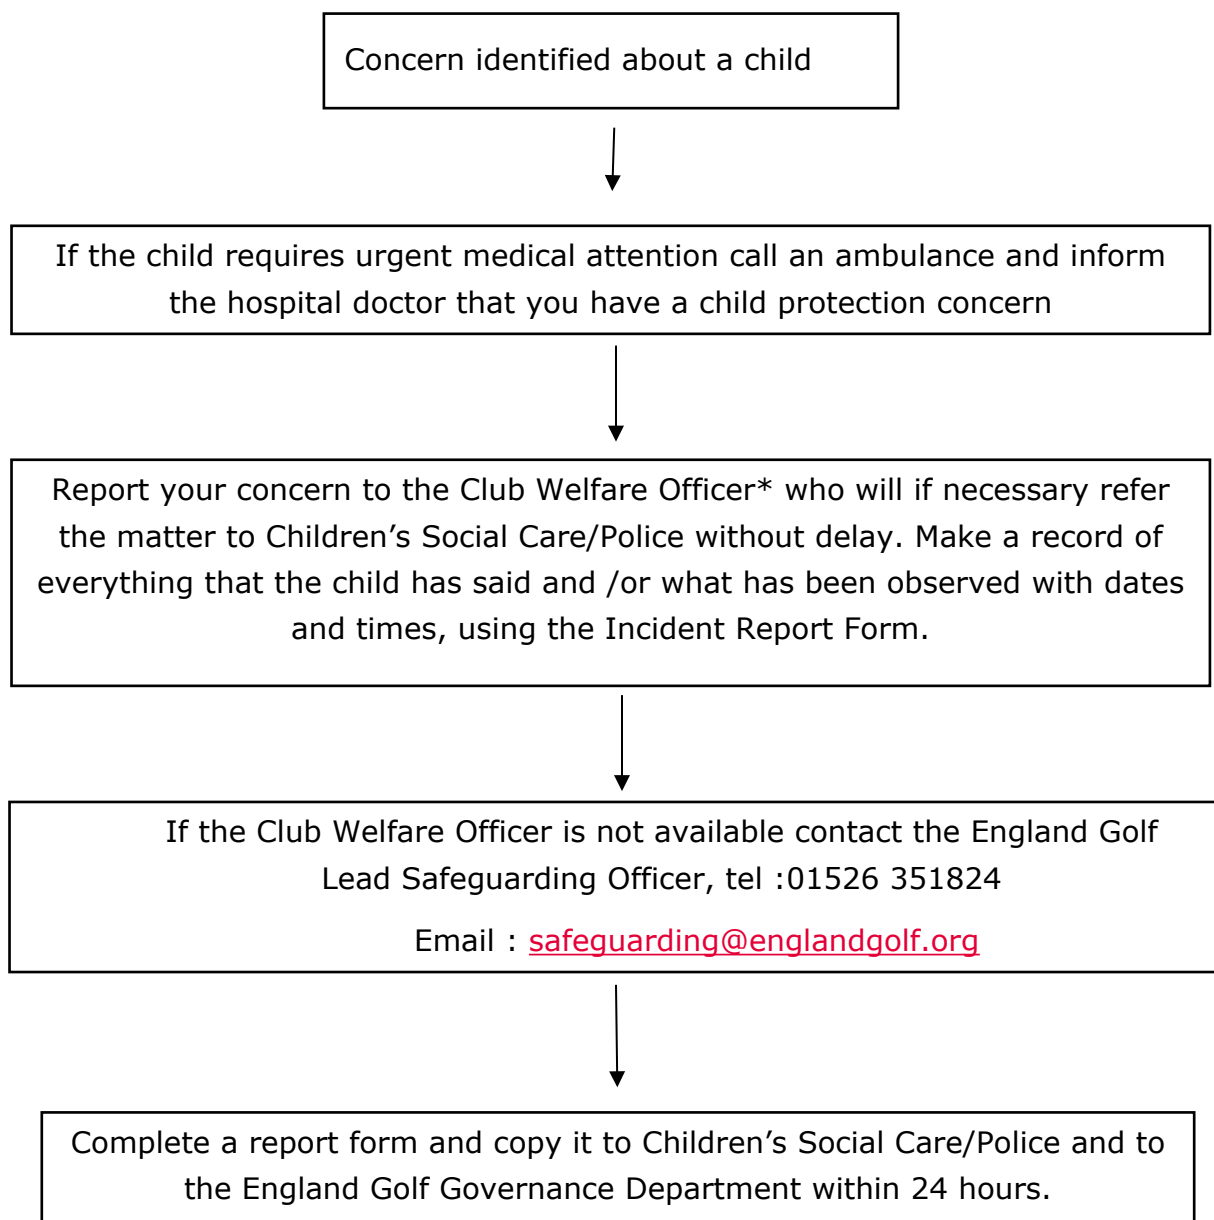 Concern identified about a child
If the child requires urgent medical attention call an ambulance and inform
the hospital doctor that you have a child protection concern
Report your concern to the Club Welfare Officer* who will if necessary refer
the matter to Children’s Social Care/Police without delay. Make a record of
everything that the child has said and /or what has been observed with dates
and times, using the Incident Report Form.
If the Club Welfare Officer is not available contact the England Golf
Lead Safeguarding Officer, tel :01526 351824
Email : safeguarding@englandgolf.org
Complete a report form and copy it to Children’s Social Care/Police and to
the England Golf Governance Department within 24 hours.